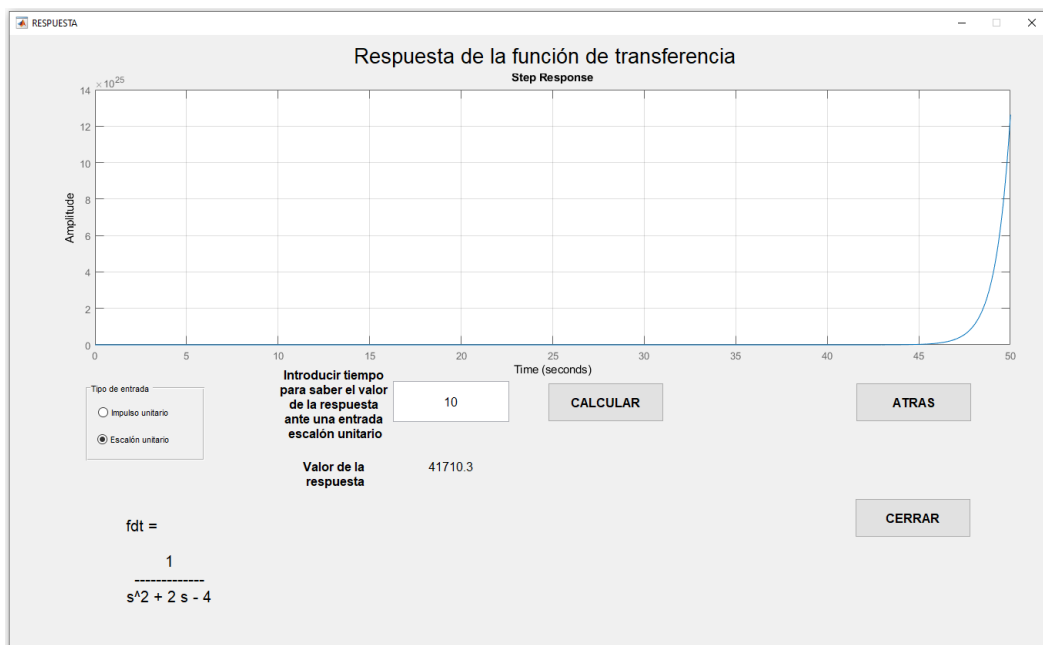 RESPUESTA
Respuesta de la función de transferencia
Step Response
× 10^25
14
12
10
8
6
4
2
0
Amplitude
0 5 10 15 20 25 30 35 40 45 50
Time (seconds)
Tipo de entrada
Impulso unitario
Escalón unitario
Introducir tiempo
para saber el valor
de la respuesta
ante una entrada
escalón unitario
10
CALCULAR
ATRAS
Valor de la
respuesta
41710.3
CERRAR
fdt =
1
-------------
s^2 + 2 s - 4